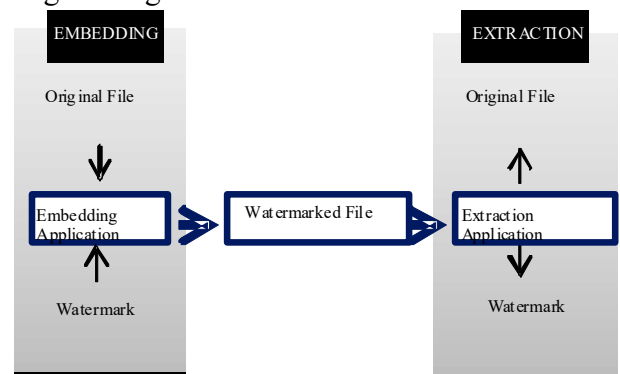 EMBEDDING
Original File
Embedding
Application
Watermark
Watermarked File
EXTRACTION
Original File
Extraction
Application
Watermark